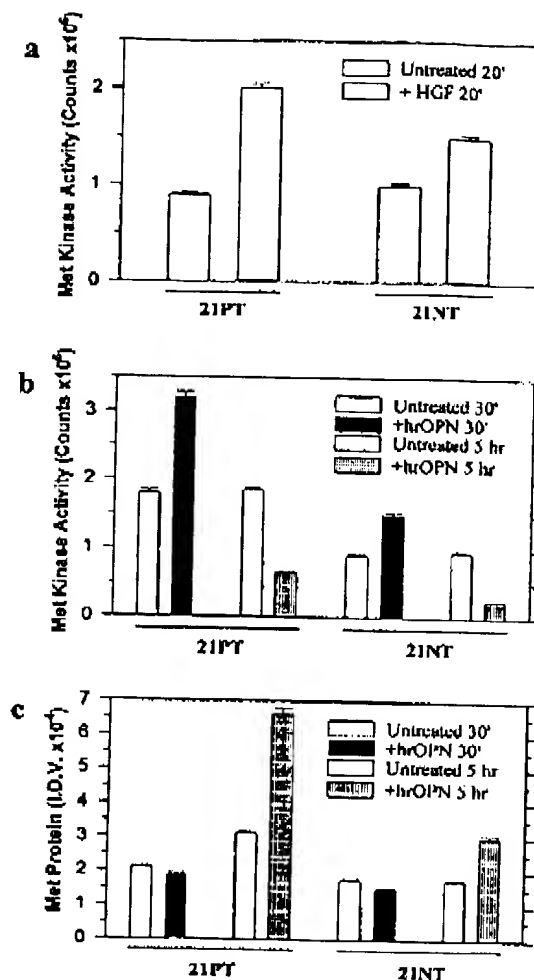 a
Met Kinase Activity (Counts x10⁶)
2
1
0
Untreated 20'
+ HGF 20'
21PT
21NT
b
Met Kinase Activity (Counts x10⁶)
3
2
1
0
Untreated 30'
+hrOPN 30'
Untreated 5 hr
+hrOPN 5 hr
21PT
21NT
c
Met Protein (I.D.V. x10⁴)
7
6
5
4
3
2
1
0
Untreated 30'
+hrOPN 30'
Untreated 5 hr
+hrOPN 5 hr
21PT
21NT